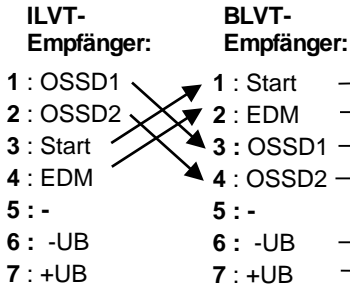 ILVT-
Empfänger:
1 : OSSD1
2 : OSSD2
3 : Start
4 : EDM
5 : -
6 : -UB
7 : +UB
BLVT-
Empfänger:
1 : Start
2 : EDM
3 : OSSD1
4 : OSSD2
5 : -
6 : -UB
7 : +UB